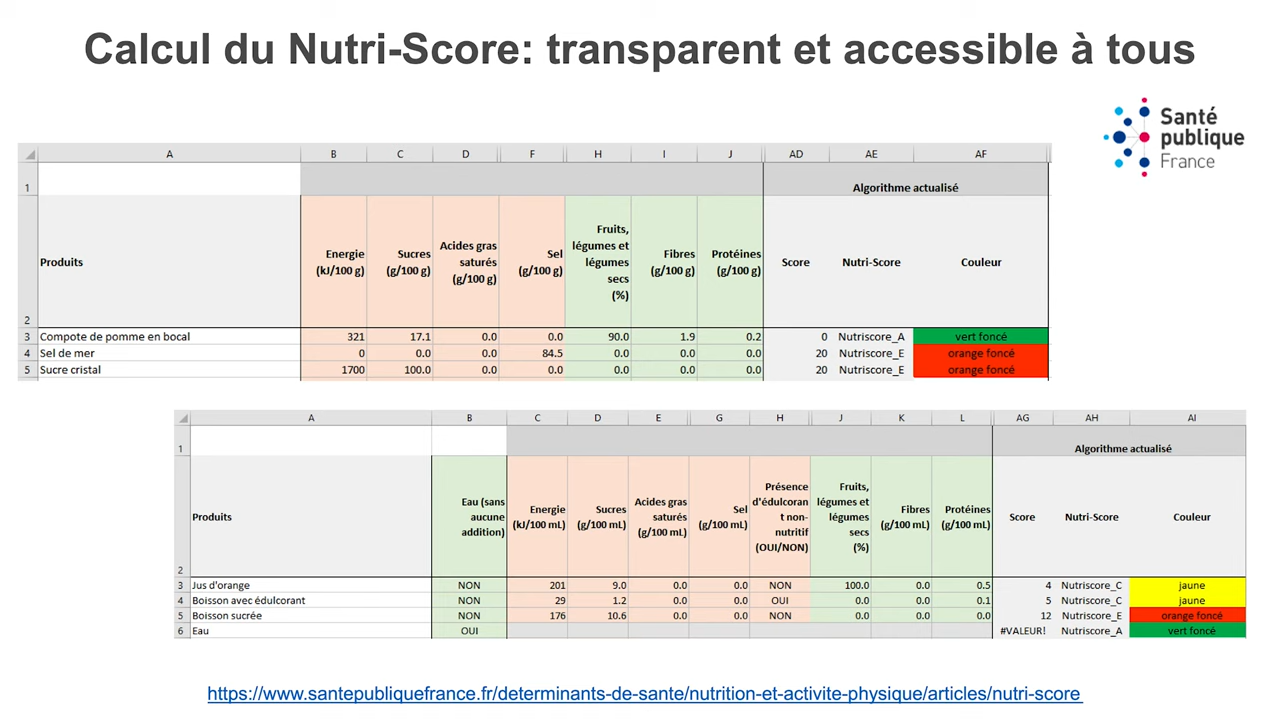 Calcul du Nutri-Score: transparent et accessible à tous
Santé
publique
France
A B C D F H I J AD AE AF
1 Algorithme actualisé
2 Produits Energie (kJ/100 g) Sucres (g/100 g) Acides gras saturés (g/100 g) Sel (g/100 g) Fruits, légumes et légumes secs (%) Fibres (g/100 g) Protéines (g/100 g) Score Nutri-Score Couleur
3 Compote de pomme en bocal 321 17.1 0.0 0.0 90.0 1.9 0.2 0 Nutriscore_A vert foncé
4 Sel de mer 0 0.0 0.0 84.5 0.0 0.0 0.0 20 Nutriscore_E orange foncé
5 Sucre cristal 1700 100.0 0.0 0.0 0.0 0.0 0.0 20 Nutriscore_E orange foncé
A B C D E G H J K L AG AH AI
1 Algorithme actualisé
2 Produits Eau (sans aucune addition) Energie (kJ/100 mL) Sucres (g/100 mL) Acides gras saturés (g/100 mL) Sel (g/100 mL) Présence d'édulcoran t non-nutritif (OUI/NON) Fruits, légumes et légumes secs (%) Fibres (g/100 mL) Protéines (g/100 mL) Score Nutri-Score Couleur
3 Jus d'orange NON 201 9.0 0.0 0.0 NON 100.0 0.0 0.5 4 Nutriscore_C jaune
4 Boisson avec édulcorant NON 29 1.2 0.0 0.0 OUI 0.0 0.0 0.1 5 Nutriscore_C jaune
5 Boisson sucrée NON 176 10.6 0.0 0.0 NON 0.0 0.0 0.0 12 Nutriscore_E orange foncé
6 Eau OUI #VALEUR! Nutriscore_A vert foncé
https://www.santepubliquefrance.fr/determinants-de-sante/nutrition-et-activite-physique/articles/nutri-score